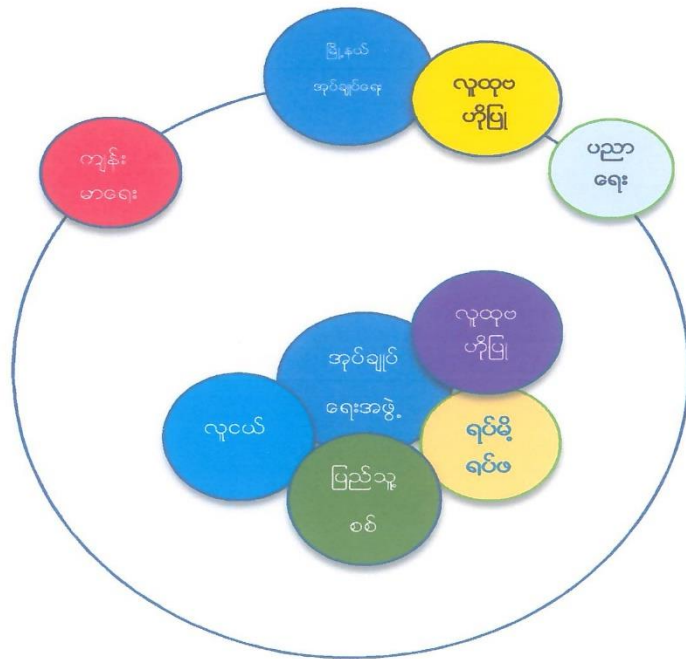 မြို့နယ်
အုပ်ချုပ်ရေး
လူထုဗ
ဟိုပြု
ပညာ
ရေး
ကျန်း
မာရေး
လူထုဗ
ဟိုပြု
အုပ်ချုပ်
ရေးအဖွဲ့
လူငယ်
ရပ်မိ့
ရပ်ဖ
ပြည်သူ့
စစ်